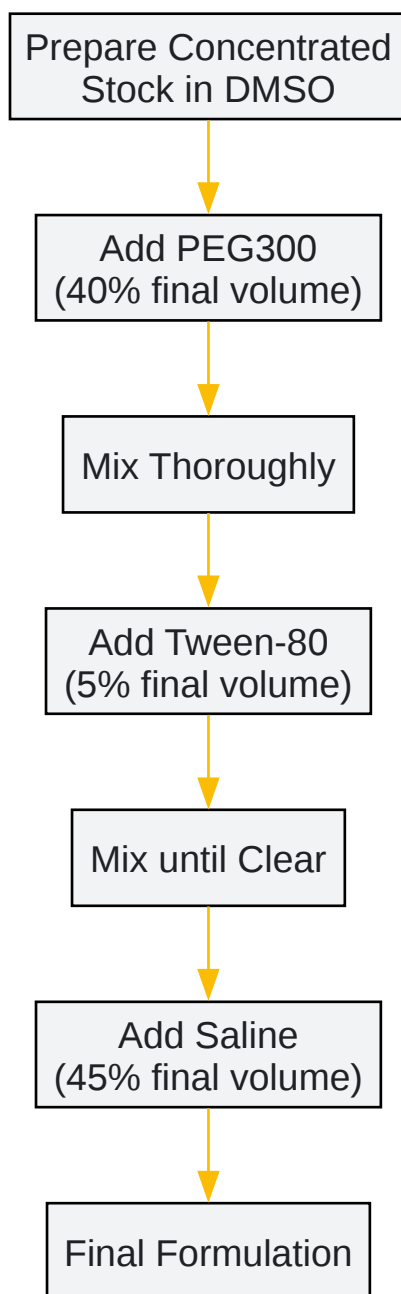 Prepare Concentrated
Stock in DMSO
Add PEG300
(40% final volume)
Mix Thoroughly
Add Tween-80
(5% final volume)
Mix until Clear
Add Saline
(45% final volume)
Final Formulation